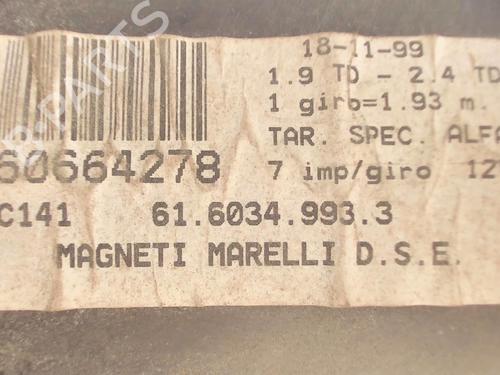 18-11-99
1.9 TD - 2.4 TD
1 giro=1.93 m.
TAR. SPEC. ALFA
60664278
7 imp/giro 12
C141 61.6034.993.3
MAGNETI MARELLI D.S.E.